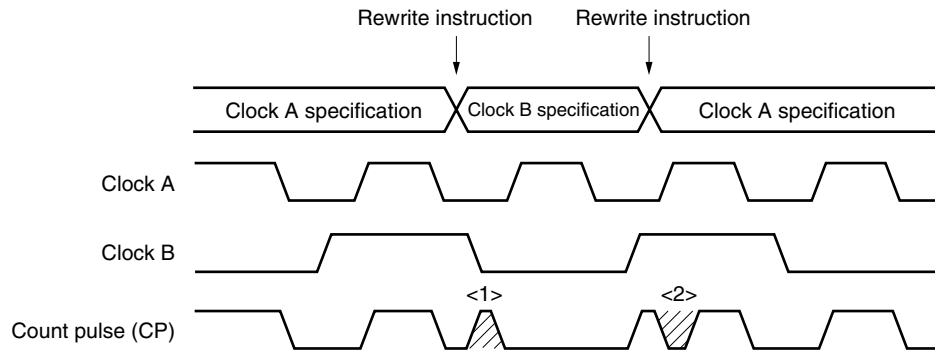 Rewrite instruction Rewrite instruction
Clock A specification Clock B specification Clock A specification
Clock A
Clock B
<1> <2>
Count pulse (CP)